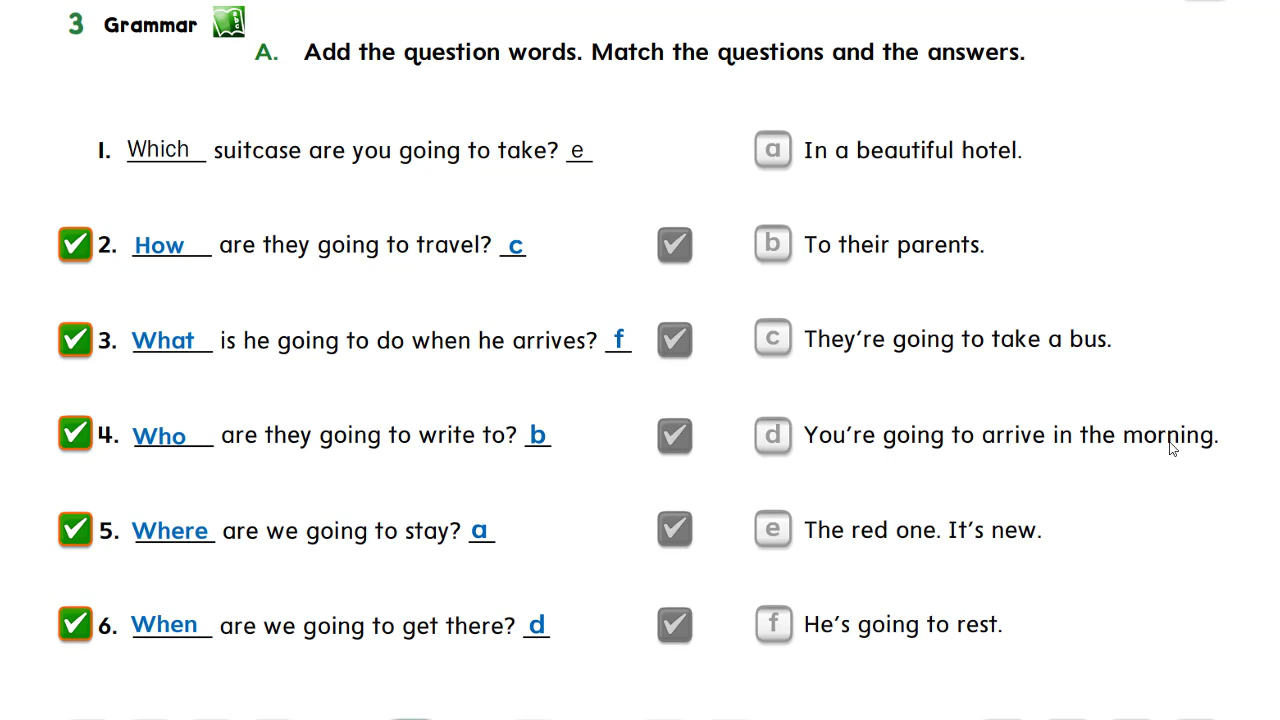 3 Grammar
A. Add the question words. Match the questions and the answers.
1. Which suitcase are you going to take? e
a In a beautiful hotel.
2. How are they going to travel? c
b To their parents.
3. What is he going to do when he arrives? f
c They're going to take a bus.
4. Who are they going to write to? b
d You're going to arrive in the morning.
5. Where are we going to stay? a
e The red one. It's new.
6. When are we going to get there? d
f He's going to rest.